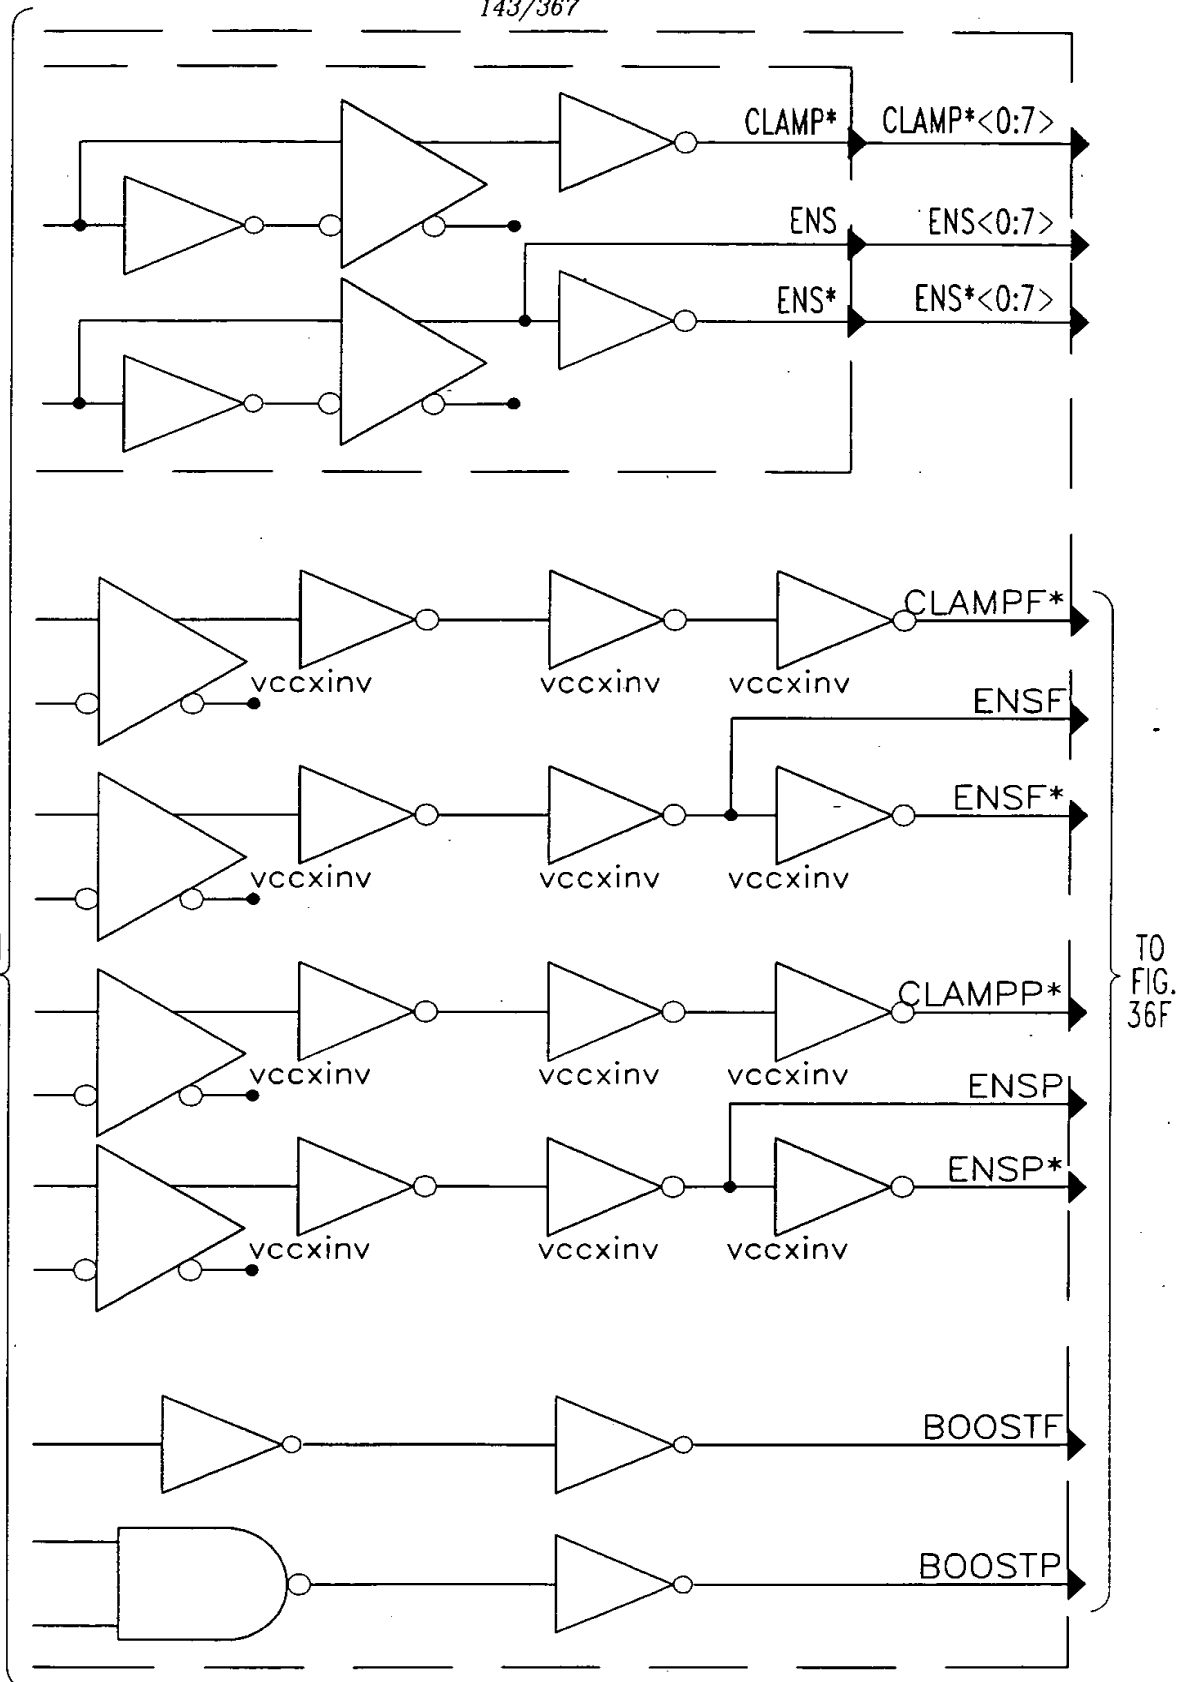 143/367
CLAMP* CLAMP*<0:7>
ENS ENS<0:7>
ENS* ENS*<0:7>
CLAMPF*
vccxinv vccxinv vccxinv
ENSF
ENSF*
vccxinv vccxinv vccxinv
TO
FIG.
36F
CLAMPP*
vccxinv vccxinv vccxinv
ENSP
ENSP*
vccxinv vccxinv vccxinv
BOOSTF
BOOSTP